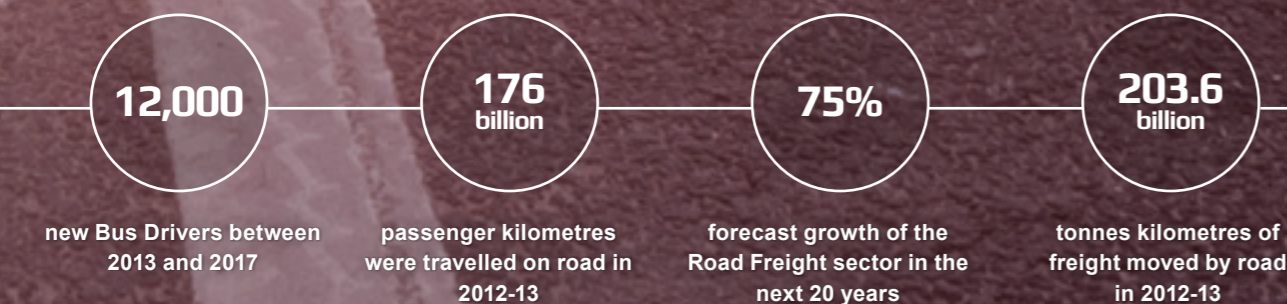 12,000
new Bus Drivers between
2013 and 2017
176
billion
passenger kilometres
were travelled on road in
2012-13
75%
forecast growth of the
Road Freight sector in the
next 20 years
203.6
billion
tonnes kilometres of
freight moved by road
in 2012-13